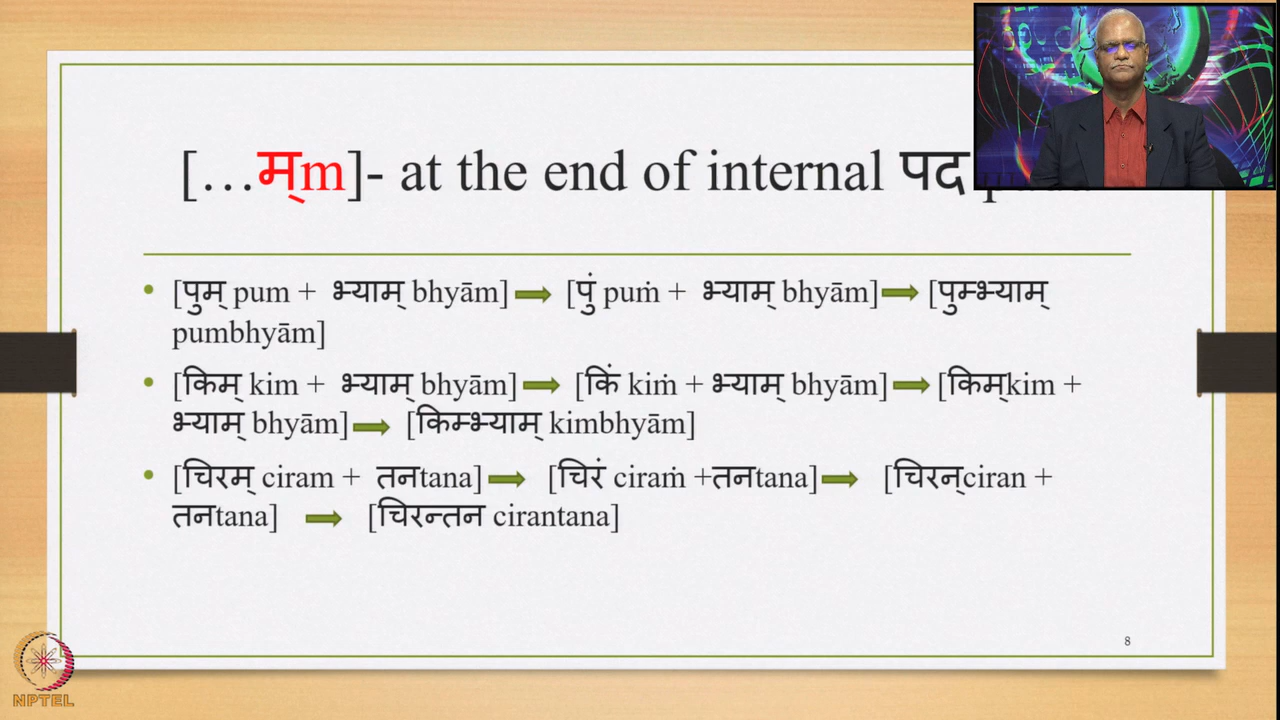 […म्m]- at the end of internal पद
• [पुम् pum + भ्याम् bhyām] [पुं puṁ + भ्याम् bhyām] [पुम्भ्याम्
pumbhyām]
• [किम् kim + भ्याम् bhyām] [किं kiṁ + भ्याम् bhyām] [किम्kim +
भ्याम् bhyām] [किम्भ्याम् kimbhyām]
• [चिरम् ciram + तनtana] [चिरं ciraṁ +तनtana] [चिरन्ciran +
तनtana] [चिरन्तन cirantana]
8
NPTEL